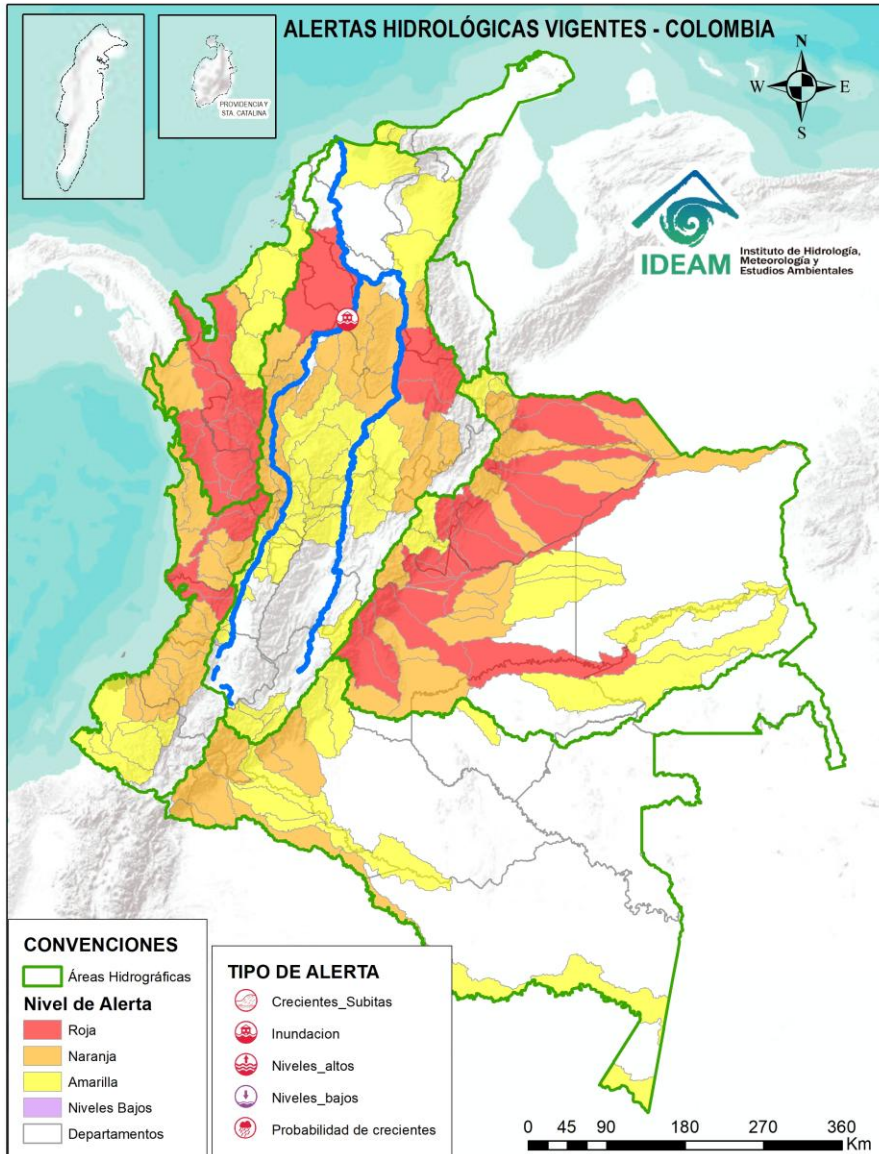 ALERTAS HIDROLÓGICAS VIGENTES - COLOMBIA
PROVIDENCIA Y
STA. CATALINA
N
W
E
S
IDEAM
Instituto de Hidrología,
Meteorología y
Estudios Ambientales
CONVENCIONES
Áreas Hidrográficas
Nivel de Alerta
Roja
Naranja
Amarilla
Niveles Bajos
Departamentos
TIPO DE ALERTA
Crecientes_Subitas
Inundacion
Niveles_altos
Niveles_bajos
Probabilidad de crecientes
0 45 90 180 270 360
Km